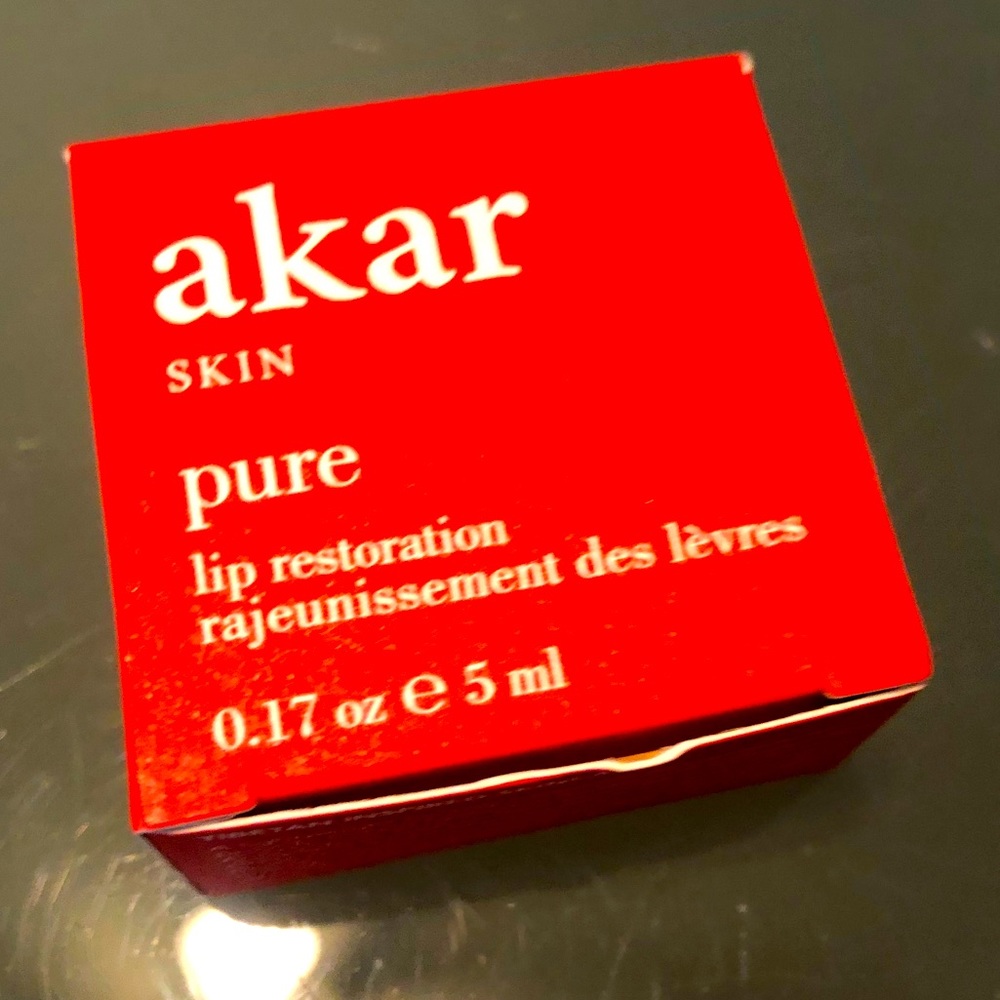 akar
SKIN
pure
lip restoration
rajeunissement des lèvres
0.17 oz e 5 ml